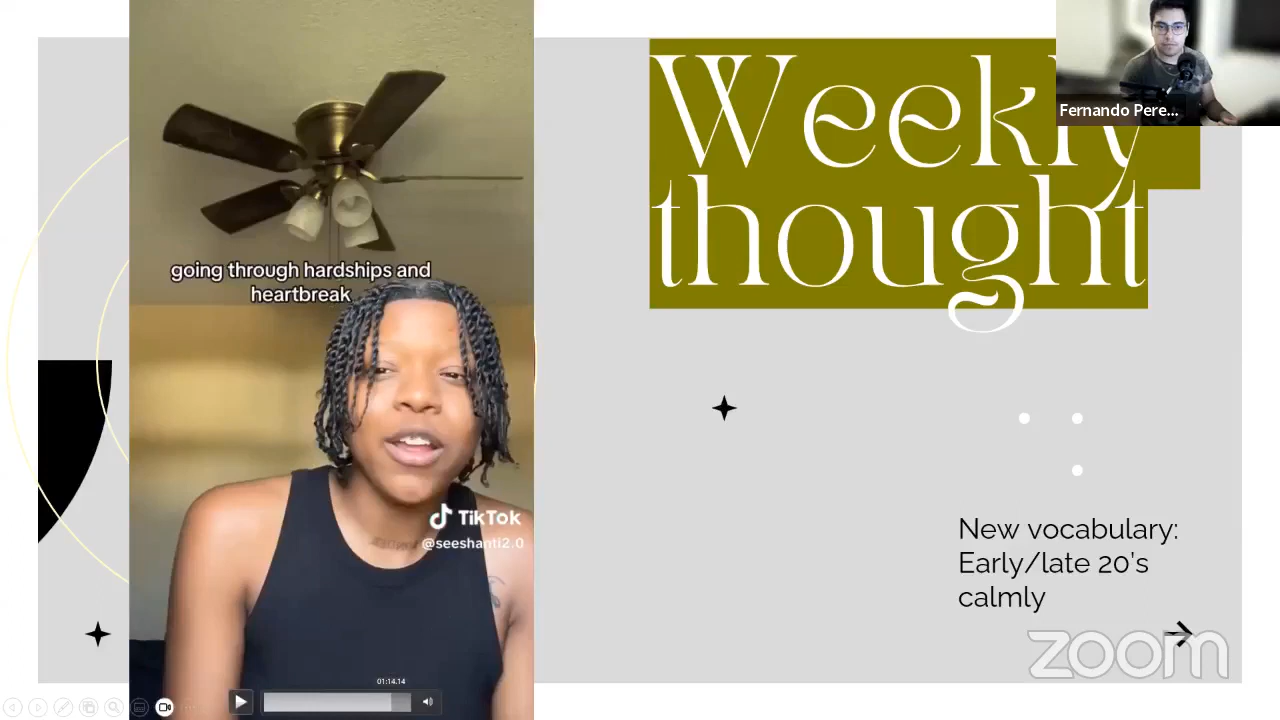 Weekly
thought
Fernando Pere...
going through hardships and
heartbreak
TikTok
@seeshanti2.0
New vocabulary:
Early/late 20's
calmly
zoom
01:14.14